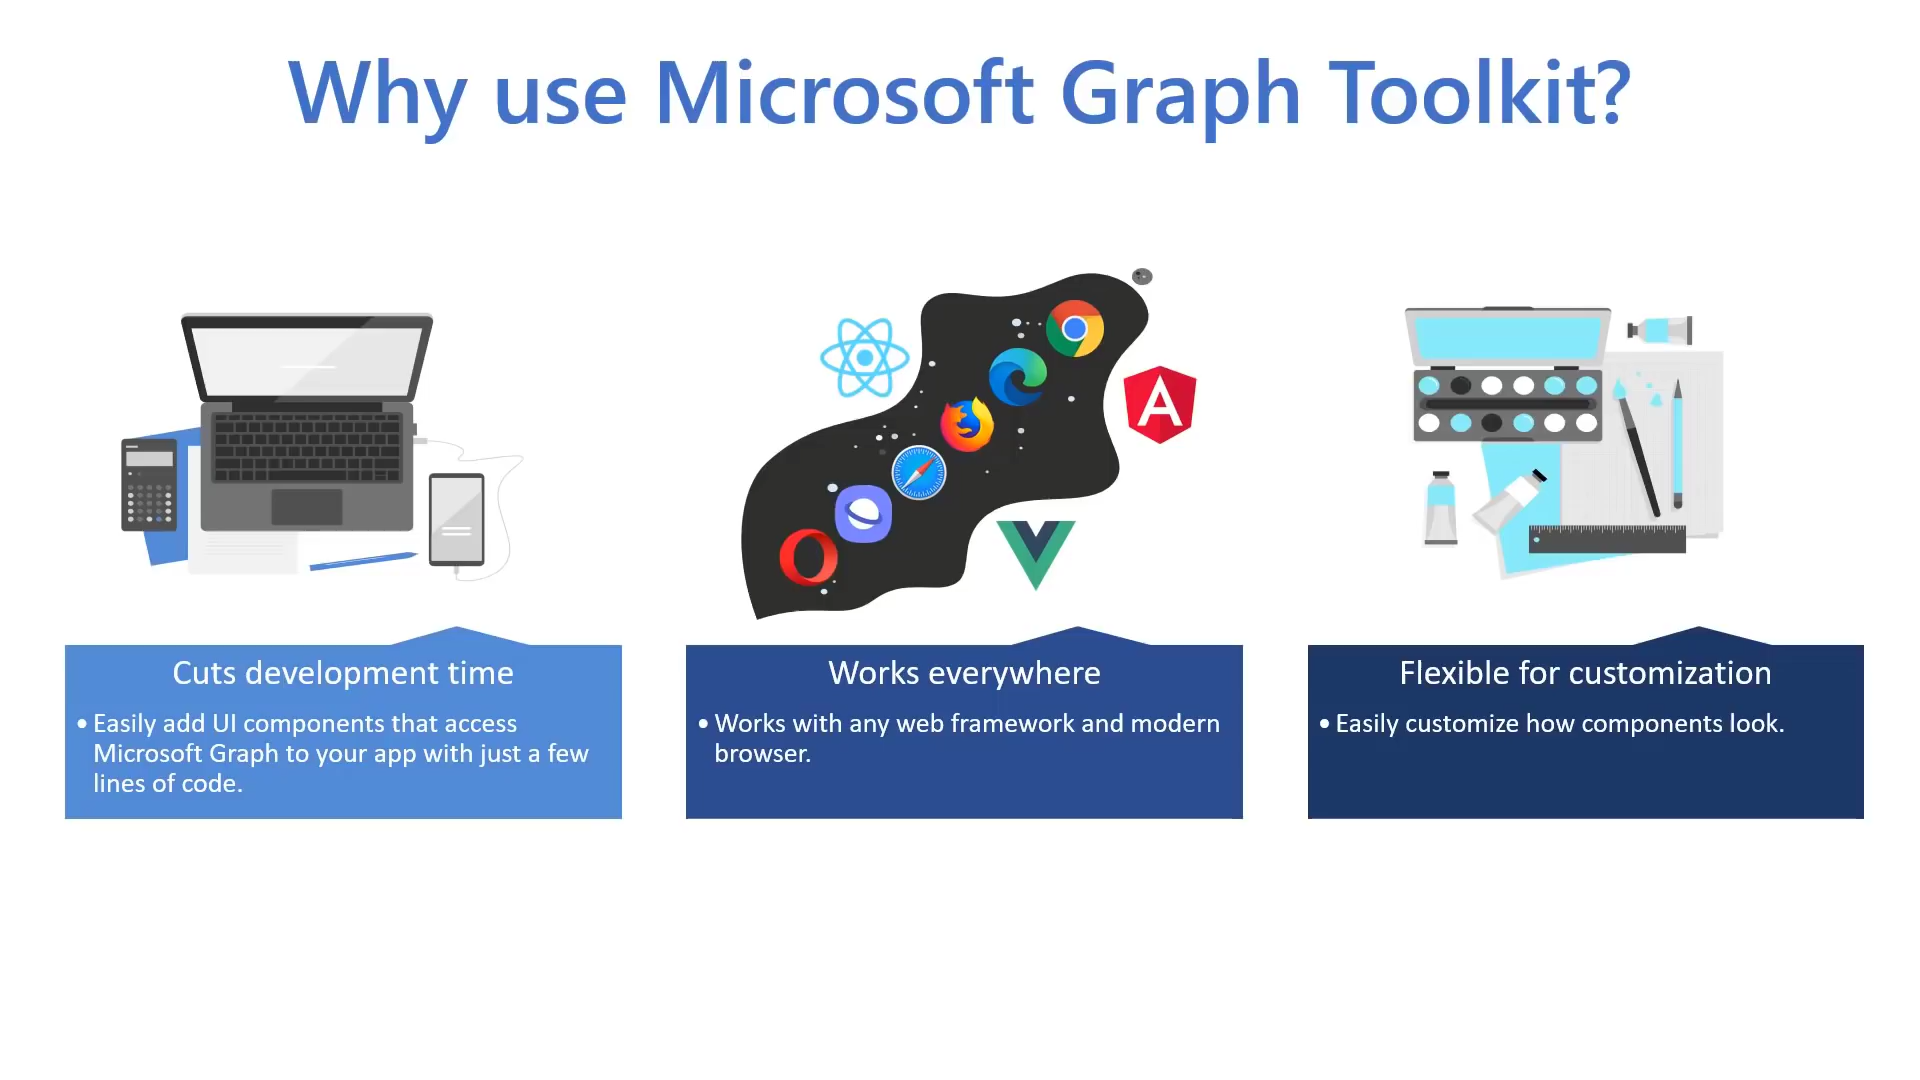 Why use Microsoft Graph Toolkit?
Cuts development time
• Easily add UI components that access
Microsoft Graph to your app with just a few
lines of code.
Works everywhere
• Works with any web framework and modern
browser.
Flexible for customization
• Easily customize how components look.